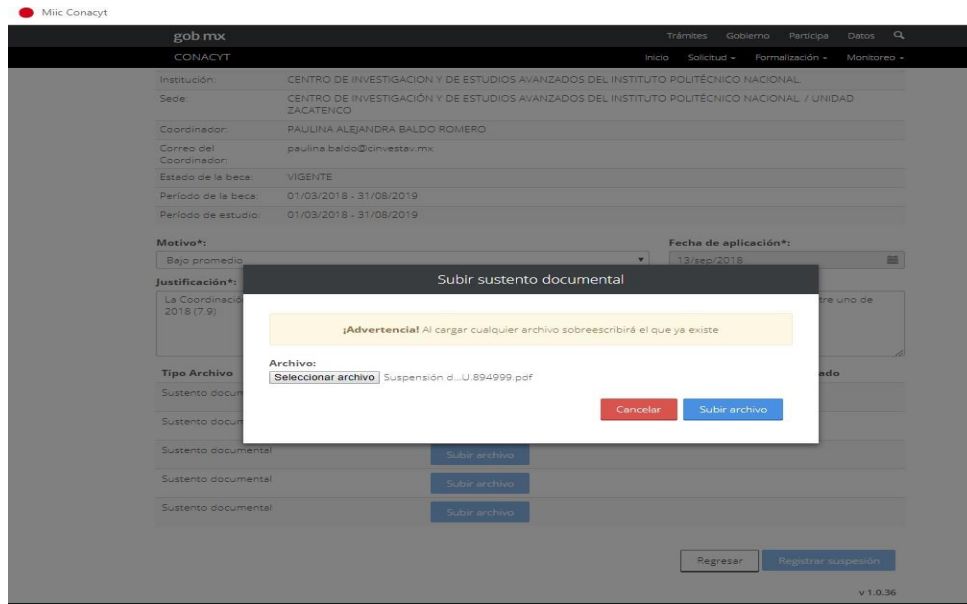 Miic Conacyt
gob mx
Trámites Gobierno Participa Datos
CONACYT
Inicio Solicitud Formalización Monitoreo
Institución: CENTRO DE INVESTIGACION Y DE ESTUDIOS AVANZADOS DEL INSTITUTO POLITÉCNICO NACIONAL.
Sede: CENTRO DE INVESTIGACIÓN Y DE ESTUDIOS AVANZADOS DEL INSTITUTO POLITÉCNICO NACIONAL. / UNIDAD
ZACATENCO
Coordinador: PAULINA ALEJANDRA BALDO ROMERO
Correo del paulina.baldo@cinvestav.mx
Coordinador:
Estado de la beca: VIGENTE
Período de la beca: 01/03/2018 - 31/08/2019
Período de estudio: 01/03/2018 - 31/08/2019
Motivo*: Fecha de aplicación*:
Bajo promedio 13/sep/2018
Subir sustento documental
Justificación*:
La Coordinació tre uno de
2018 (7.9)
¡Advertencia! Al cargar cualquier archivo sobreescribirá el que ya existe
Archivo:
Seleccionar archivo Suspensión d...U.894999.pdf
Tipo Archivo ado
Sustento docum
Cancelar Subir archivo
Sustento docum
Sustento documental Subir archivo
Sustento documental Subir archivo
Sustento documental Subir archivo
Regresar Registrar suspesión
v 1.0.36